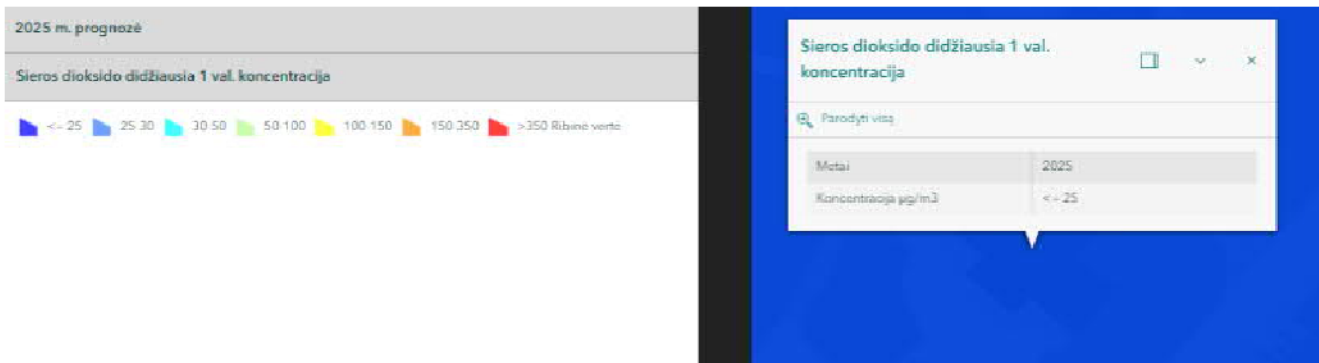 2025 m. prognozė
Sieros dioksido didžiausia 1 val. koncentracija
<= 25 25-30 30-50 50-100 100-150 150-350 >350 Ribinė vertė
Sieros dioksido didžiausia 1 val.
koncentracija
Parodyti visą
Metai 2025
Koncentracija µg/m3 <= 25